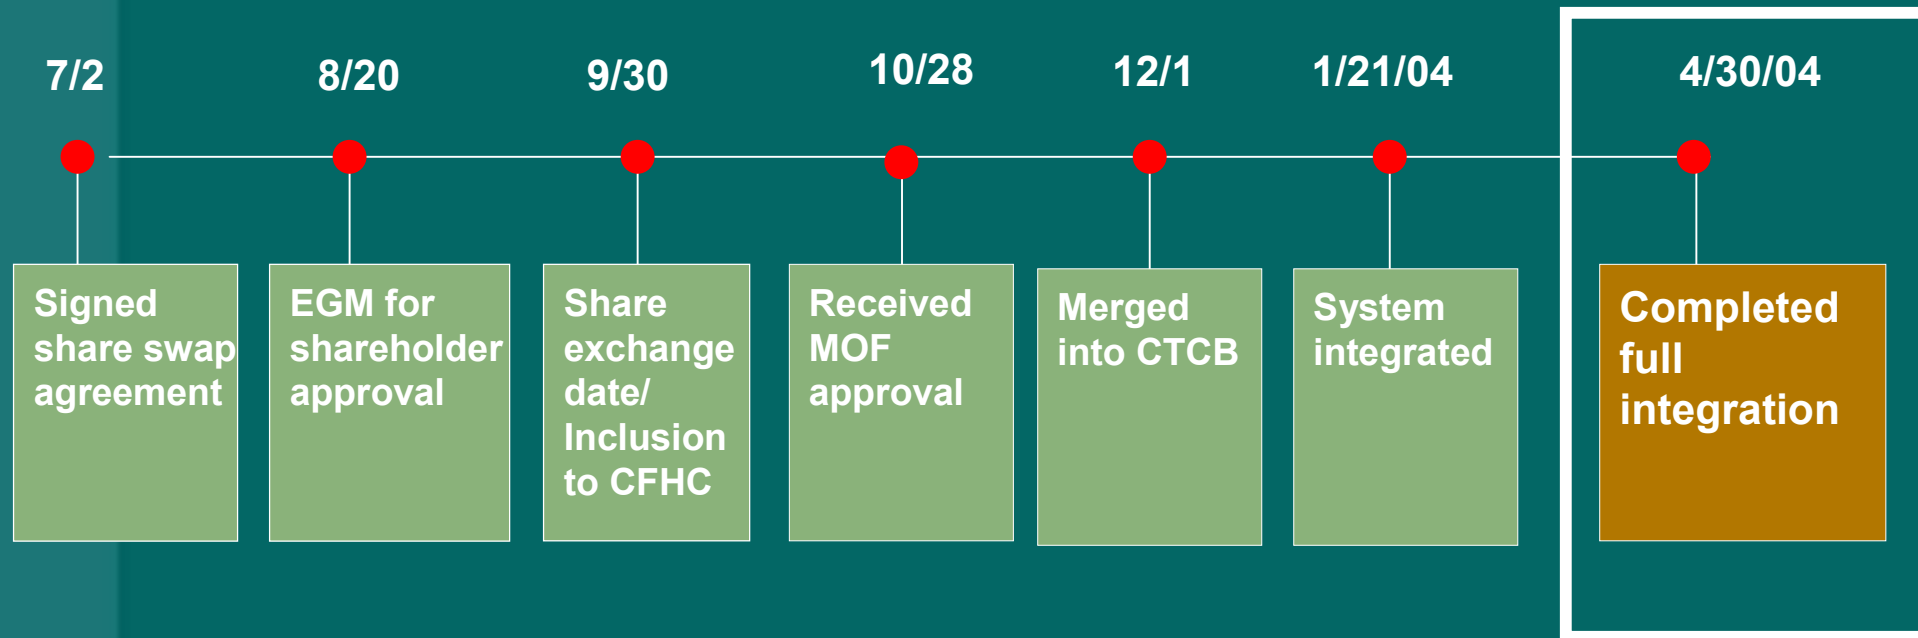 7/2
Signed
share swap
agreement
8/20
EGM for
shareholder
approval
9/30
Share
exchange
date/
Inclusion
to CFHC
10/28
Received
MOF
approval
12/1
Merged
into CTCB
1/21/04
System
integrated
4/30/04
Completed
full
integration